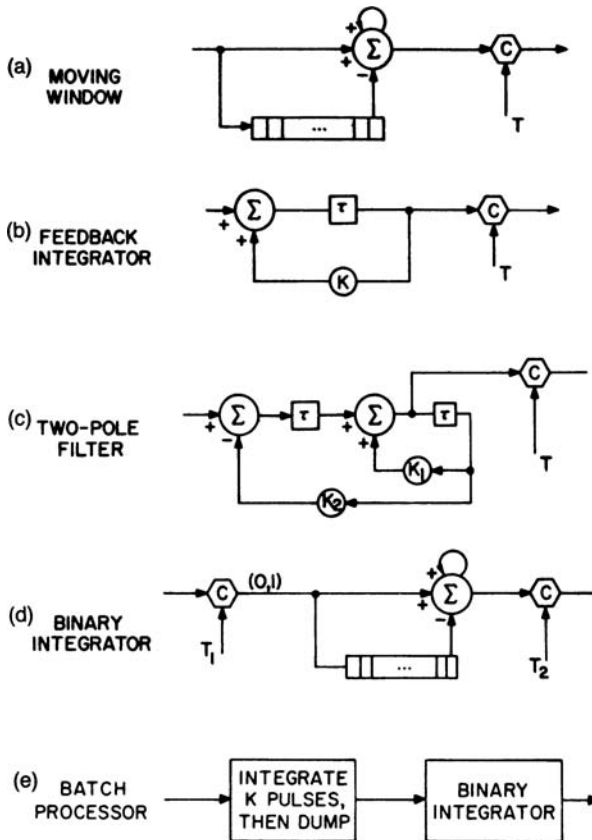 (a) MOVING WINDOW
+
+
Σ
−
...
C
T
(b) FEEDBACK INTEGRATOR
+
+
Σ
τ
K
C
T
(c) TWO-POLE FILTER
+
−
Σ
τ
+
+
Σ
τ
K1
K2
C
T
(d) BINARY INTEGRATOR
C
T1
(0,1)
+
+
Σ
−
...
C
T2
(e) BATCH PROCESSOR
INTEGRATE
K PULSES,
THEN DUMP
BINARY
INTEGRATOR